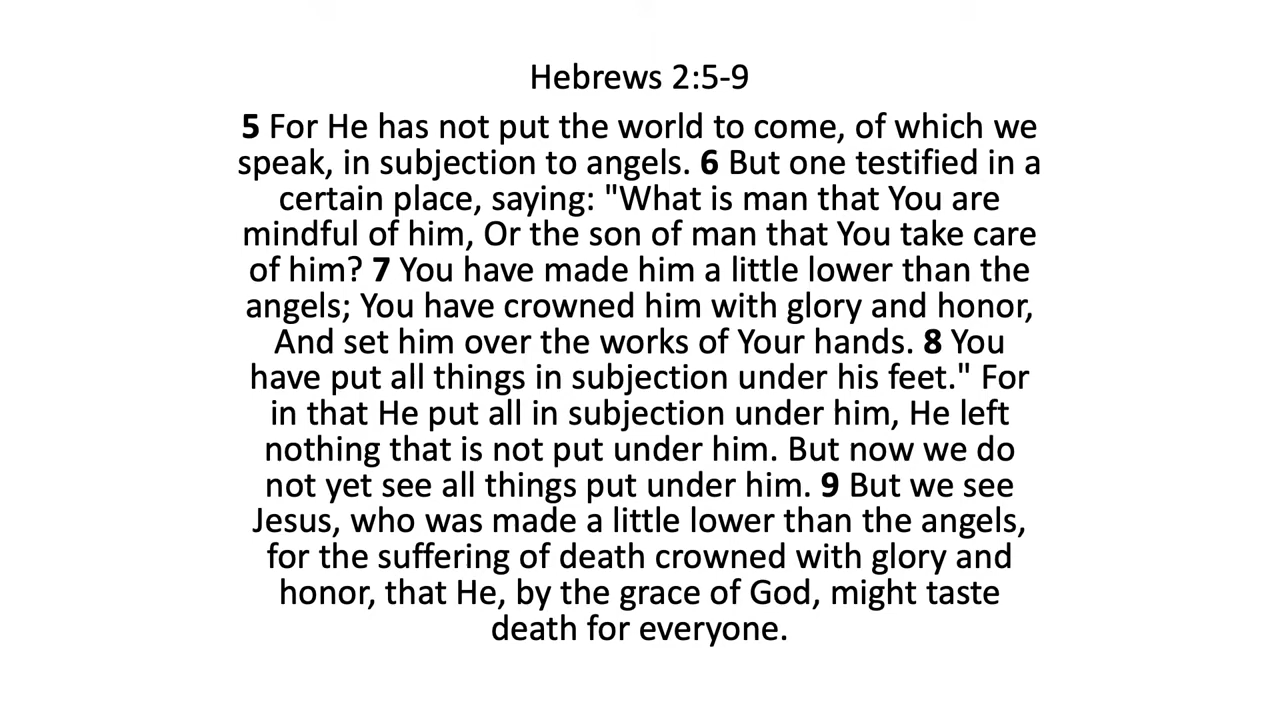 Hebrews 2:5-9
5 For He has not put the world to come, of which we
speak, in subjection to angels. 6 But one testified in a
certain place, saying: "What is man that You are
mindful of him, Or the son of man that You take care
of him? 7 You have made him a little lower than the
angels; You have crowned him with glory and honor,
And set him over the works of Your hands. 8 You
have put all things in subjection under his feet." For
in that He put all in subjection under him, He left
nothing that is not put under him. But now we do
not yet see all things put under him. 9 But we see
Jesus, who was made a little lower than the angels,
for the suffering of death crowned with glory and
honor, that He, by the grace of God, might taste
death for everyone.